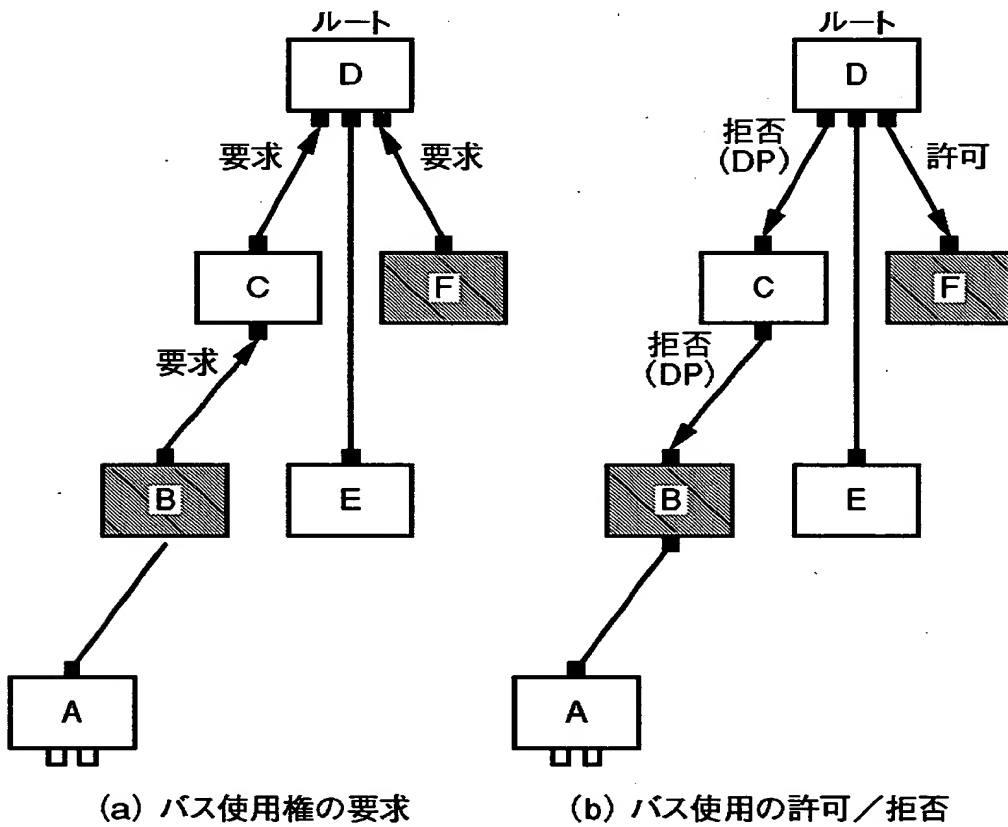 ルート
D
要求
要求
C
F
要求
B
E
A
(a) バス使用権の要求
ルート
D
拒否
(DP)
許可
C
F
拒否
(DP)
B
E
A
(b) バス使用の許可/拒否